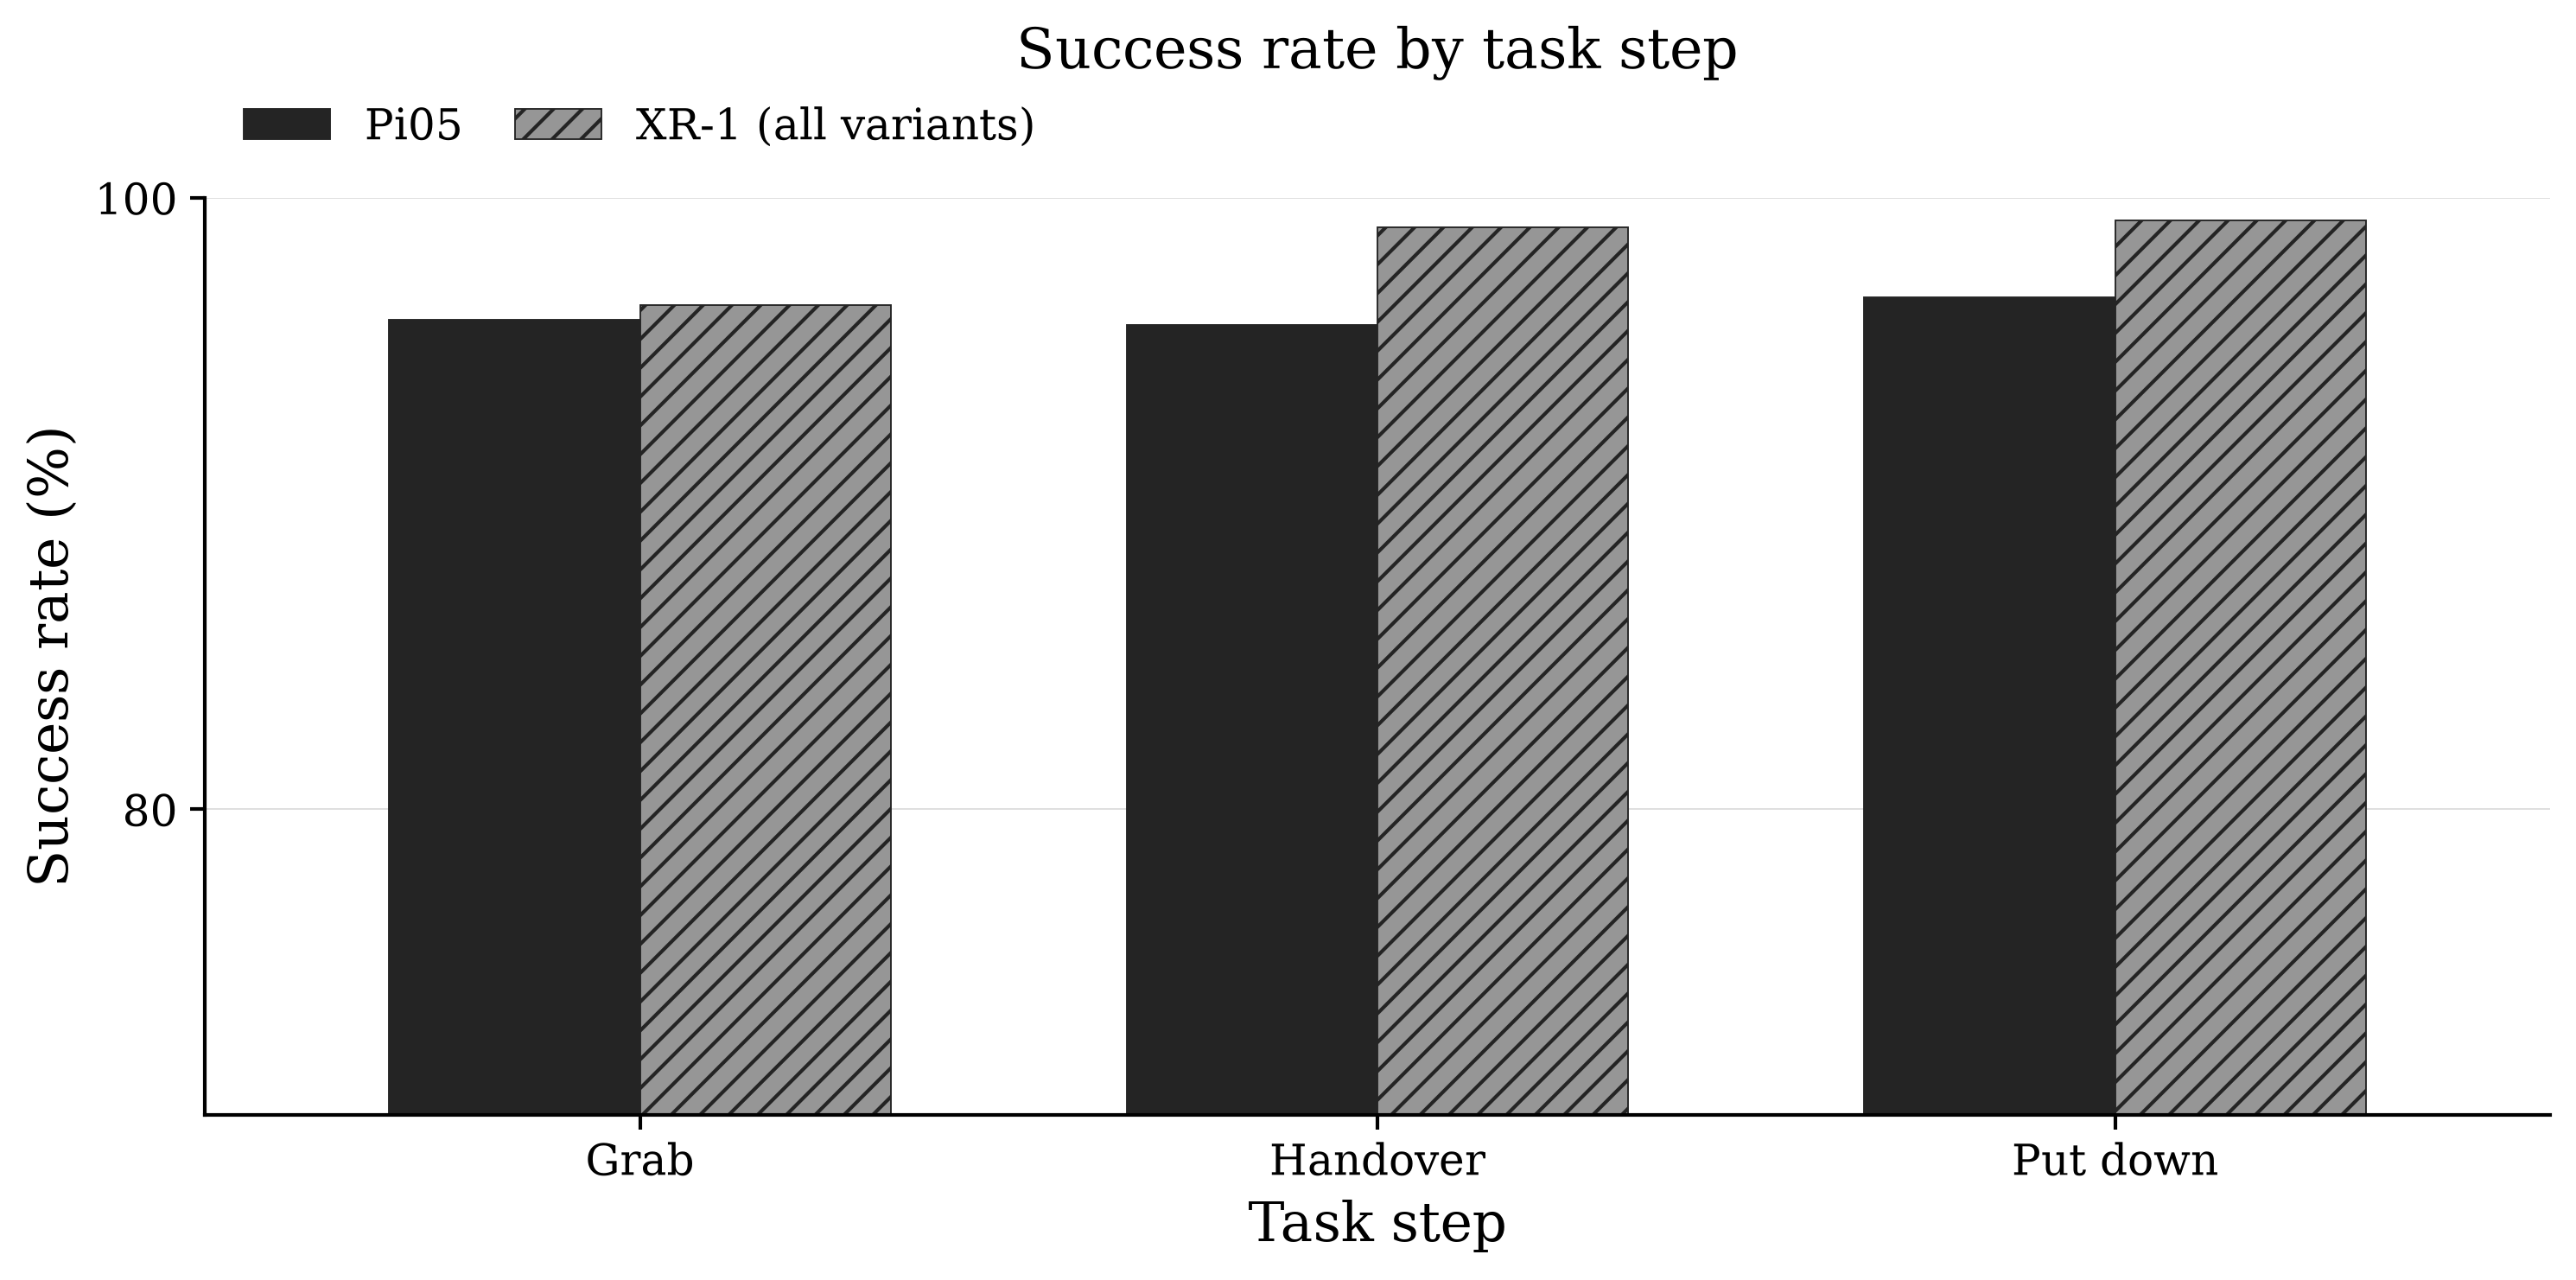 Success rate by task step
Pi05
XR-1 (all variants)
100
80
Success rate (%)
Grab
Handover
Put down
Task step